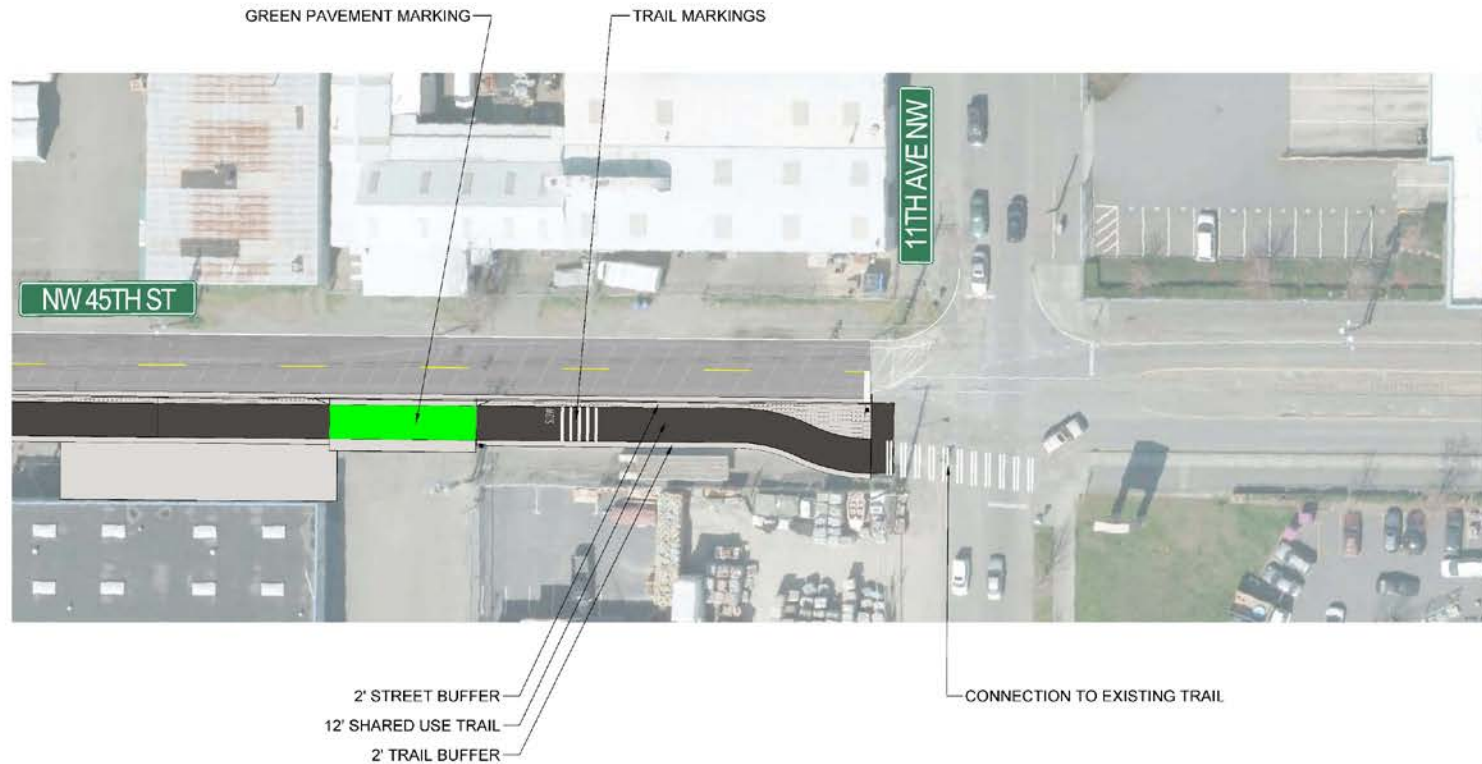 GREEN PAVEMENT MARKING
TRAIL MARKINGS
11TH AVE NW
NW 45TH ST
2' STREET BUFFER
12' SHARED USE TRAIL
2' TRAIL BUFFER
CONNECTION TO EXISTING TRAIL